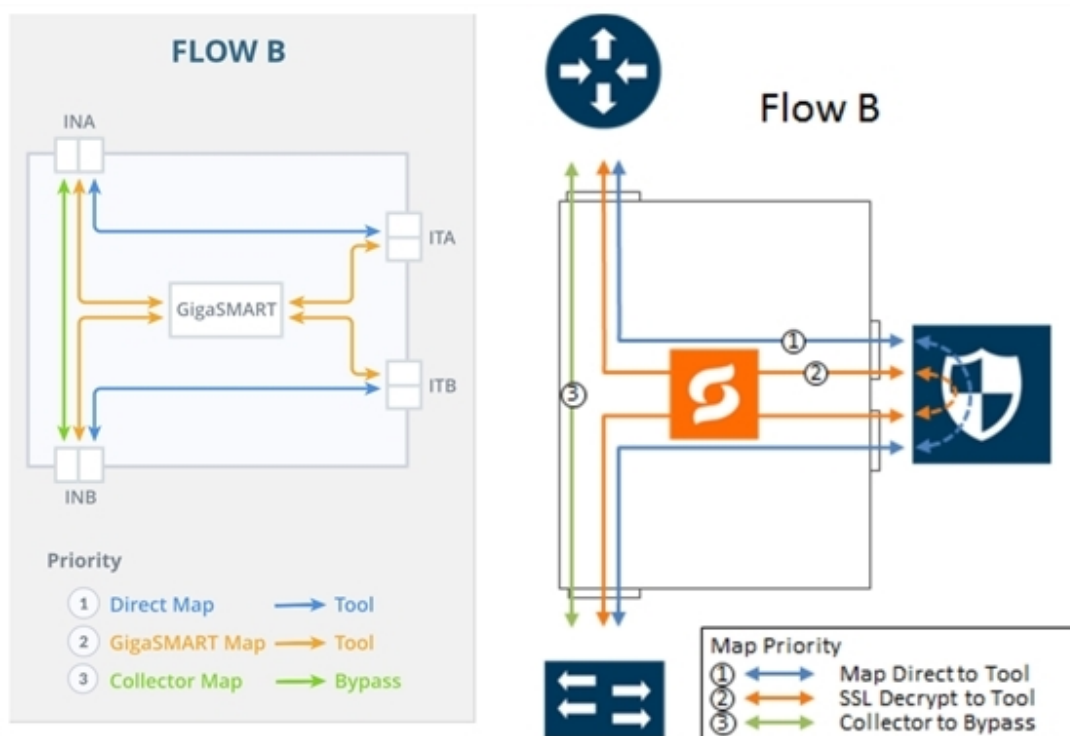 FLOW B
INA
ITA
GigaSMART
ITB
INB
Priority
1 Direct Map Tool
2 GigaSMART Map Tool
3 Collector Map Bypass
Flow B
1
2
3
Map Priority
1 Map Direct to Tool
2 SSL Decrypt to Tool
3 Collector to Bypass